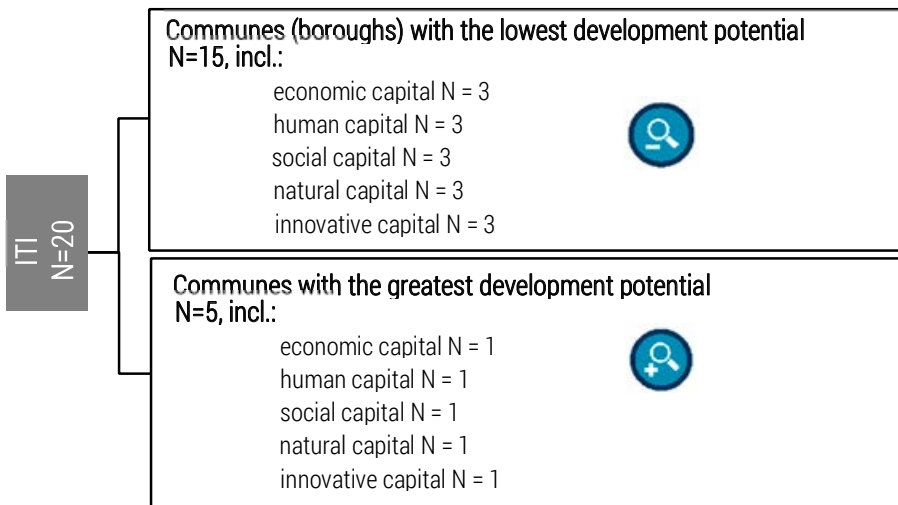 ITI
N=20
Communes (boroughs) with the lowest development potential
N=15, incl.:
economic capital N = 3
human capital N = 3
social capital N = 3
natural capital N = 3
innovative capital N = 3
Communes with the greatest development potential
N=5, incl.:
economic capital N = 1
human capital N = 1
social capital N = 1
natural capital N = 1
innovative capital N = 1